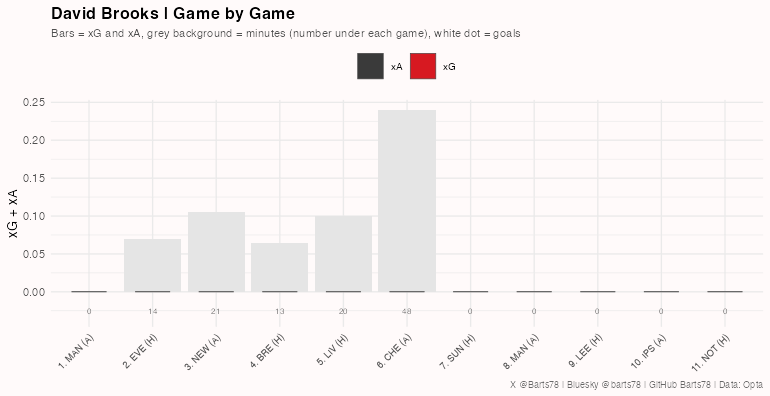 David Brooks | Game by Game
Bars = xG and xA, grey background = minutes (number under each game), white dot = goals
xA xG
xG + xA
0.25
0.20
0.15
0.10
0.05
0.00
0 14 21 13 20 48 0 0 0 0 0
1. MAN (A) 2. EVE (H) 3. NEW (A) 4. BRE (H) 5. LIV (H) 6. CHE (A) 7. SUN (H) 8. MAN (A) 9. LEE (H) 10. IPS (A) 11. NOT (H)
X @Barts78 | Bluesky @barts78 | GitHub Barts78 | Data: Opta